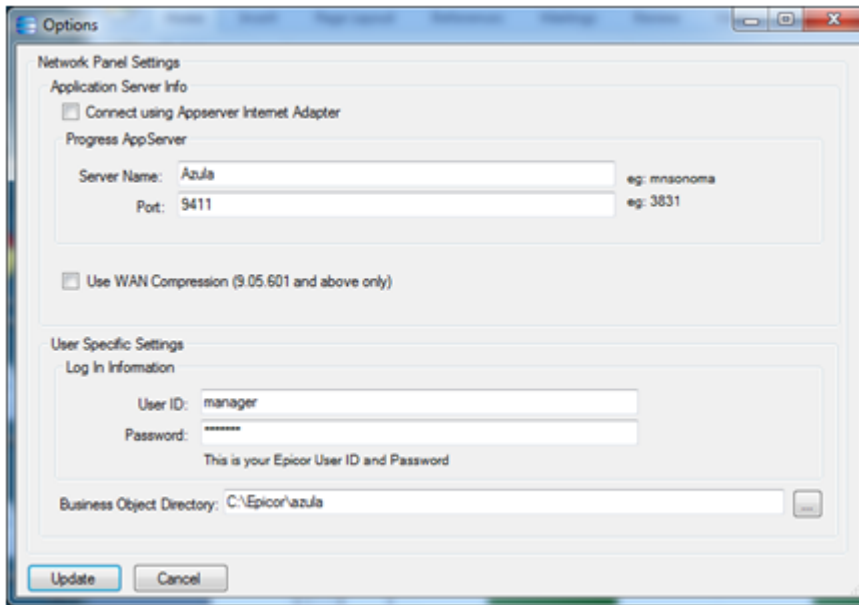 Options
Network Panel Settings
Application Server Info
Connect using Appserver Internet Adapter
Progress AppServer
Server Name: Azula eg: mnsonoma
Port: 9411 eg: 3831
Use WAN Compression (9.05.601 and above only)
User Specific Settings
Log In Information
User ID: manager
Password: *******
This is your Epicor User ID and Password
Business Object Directory: C:\Epicor\azula ...
Update Cancel